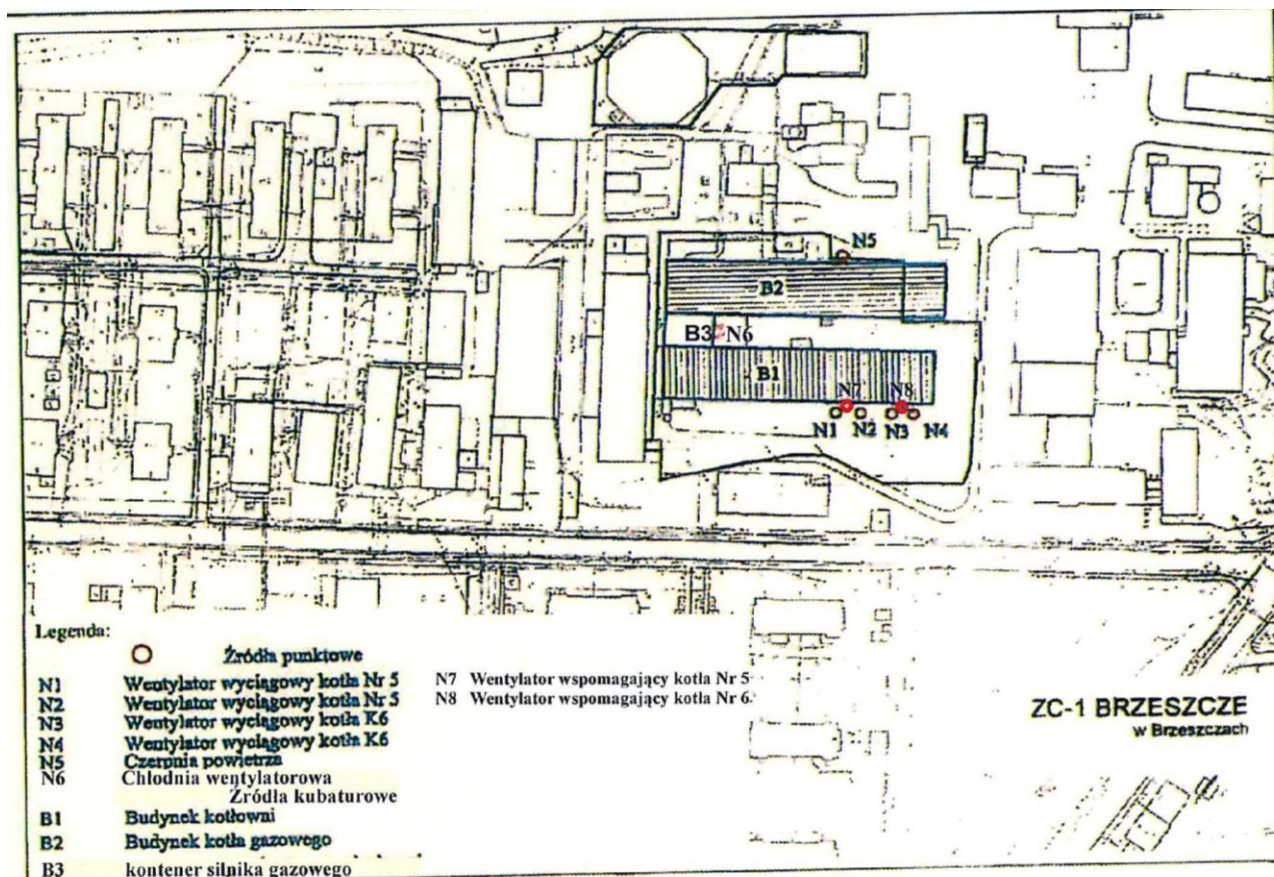 N5
B2
B3 N6
B1
N7 N8
N1 N2 N3 N4
Legenda:
Źródła punktowe
N1 Wentylator wyciągowy kotła Nr 5
N2 Wentylator wyciągowy kotła Nr 5
N3 Wentylator wyciągowy kotła K6
N4 Wentylator wyciągowy kotła K6
N5 Czerpnia powietrza
N6 Chłodnia wentylatorowa
Źródła kubaturowe
B1 Budynek kotłowni
B2 Budynek kotła gazowego
B3 kontener silnika gazowego
N7 Wentylator wspomagający kotła Nr 5
N8 Wentylator wspomagający kotła Nr 6
ZC-1 BRZESZCZE
w Brzeszczach